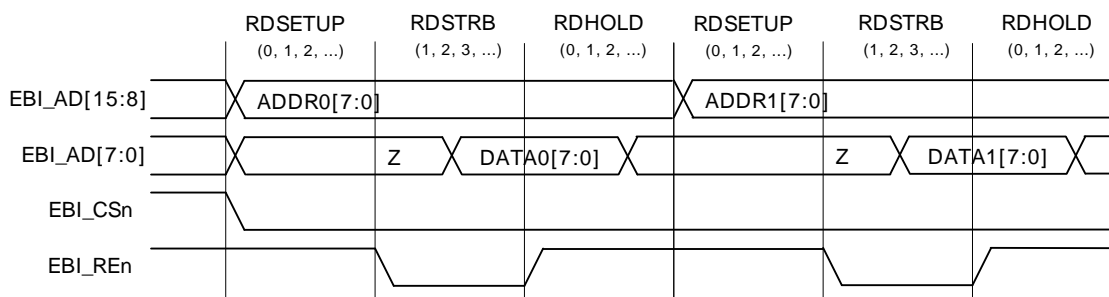 RDSETUP RDSTRB RDHOLD RDSETUP RDSTRB RDHOLD
(0, 1, 2, ...) (1, 2, 3, ...) (0, 1, 2, ...) (0, 1, 2, ...) (1, 2, 3, ...) (0, 1, 2, ...)
EBI_AD[15:8] ADDR0[7:0] ADDR1[7:0]
EBI_AD[7:0] Z DATA0[7:0] Z DATA1[7:0]
EBI_CSn
EBI_REn